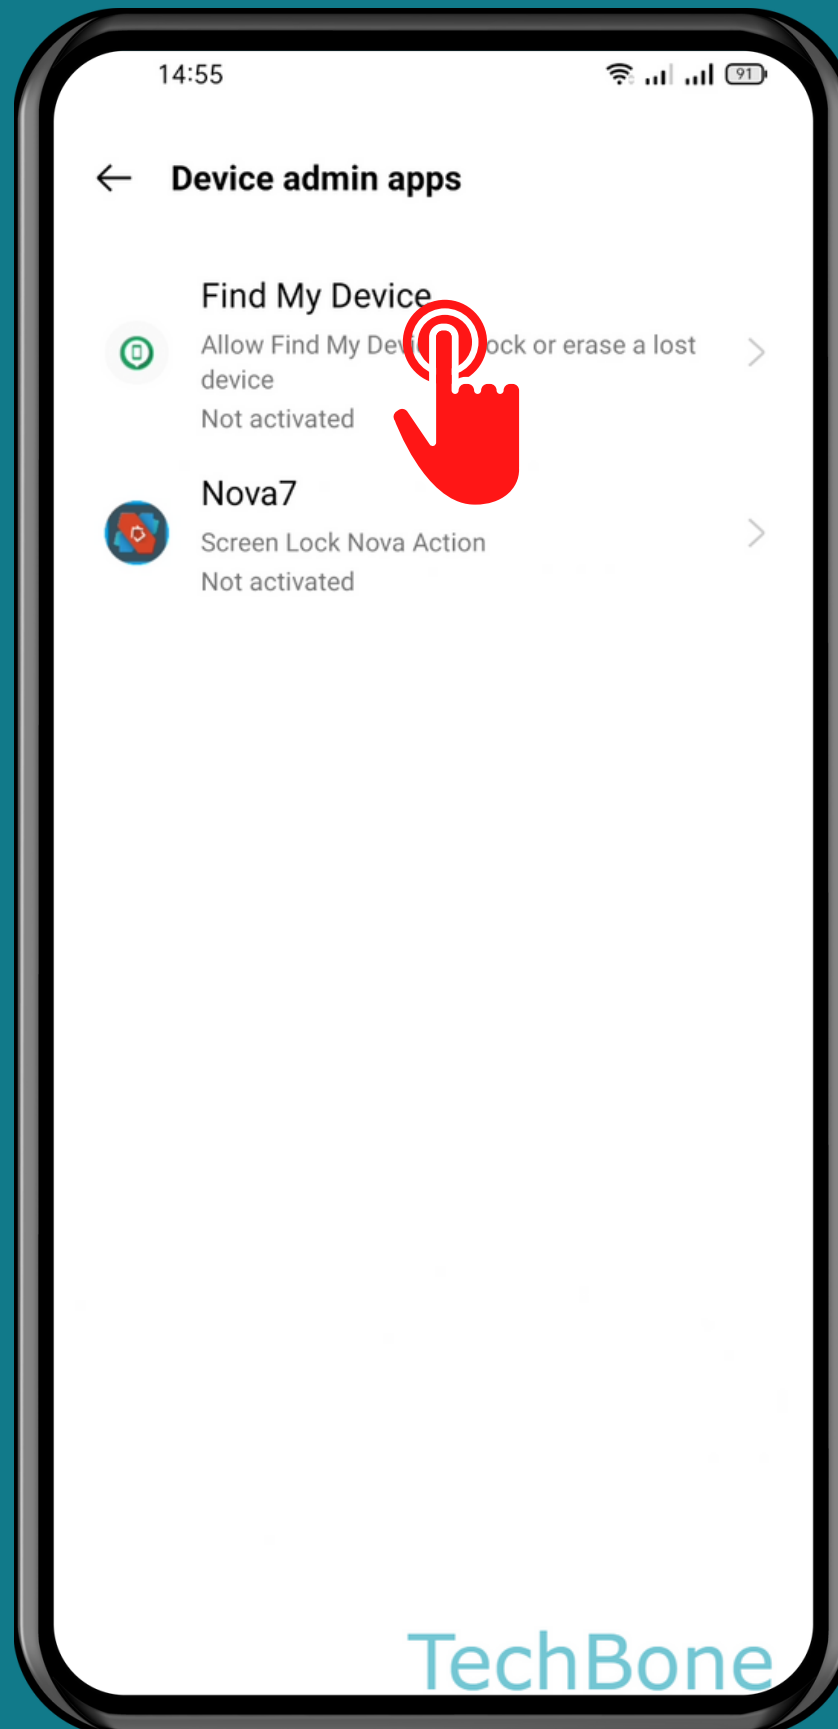 14:55
91
Device admin apps
Find My Device
Allow Find My ock or erase a lost
device
Not activated
Nova7
Screen Lock Nova Action
Not activated
TechBone